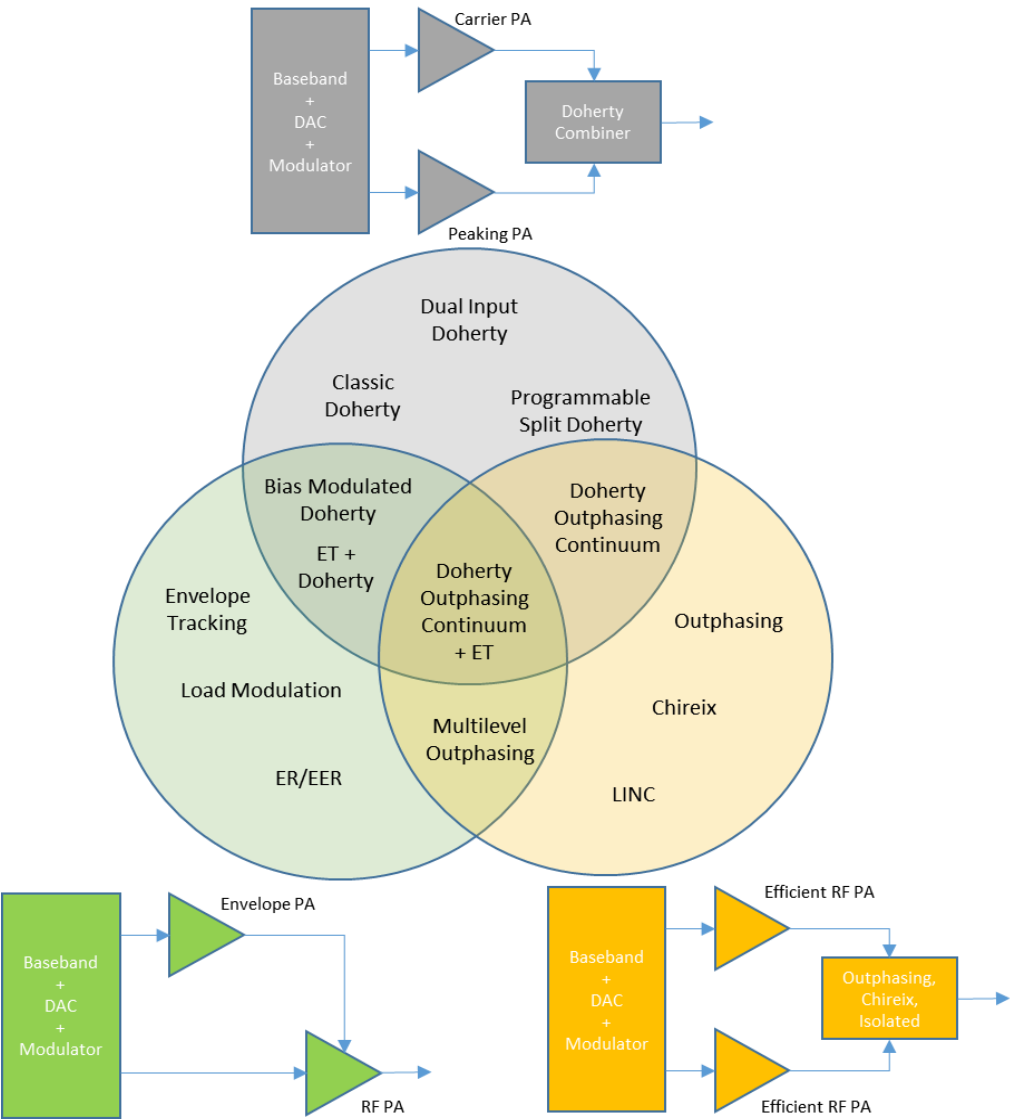 Carrier PA
Baseband
+
DAC
+
Modulator
Doherty
Combiner
Peaking PA
Dual Input
Doherty
Classic
Doherty
Programmable
Split Doherty
Bias Modulated
Doherty
ET +
Doherty
Doherty
Outphasing
Continuum
Doherty
Outphasing
Continuum
+ ET
Envelope
Tracking
Load Modulation
ER/EER
Outphasing
Chireix
LINC
Multilevel
Outphasing
Baseband
+
DAC
+
Modulator
Envelope PA
RF PA
Baseband
+
DAC
+
Modulator
Efficient RF PA
Outphasing,
Chireix,
Isolated
Efficient RF PA